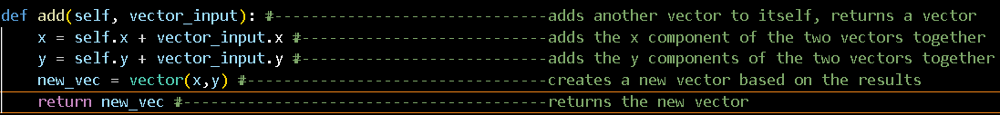 def add(self, vector_input): #---------------------------adds another vector to itself, returns a vector
x = self.x + vector_input.x #------------------------adds the x component of the two vectors together
y = self.y + vector_input.y #------------------------adds the y components of the two vectors together
new_vec = vector(x,y) #------------------------------creates a new vector based on the results
return new_vec #-------------------------------------returns the new vector